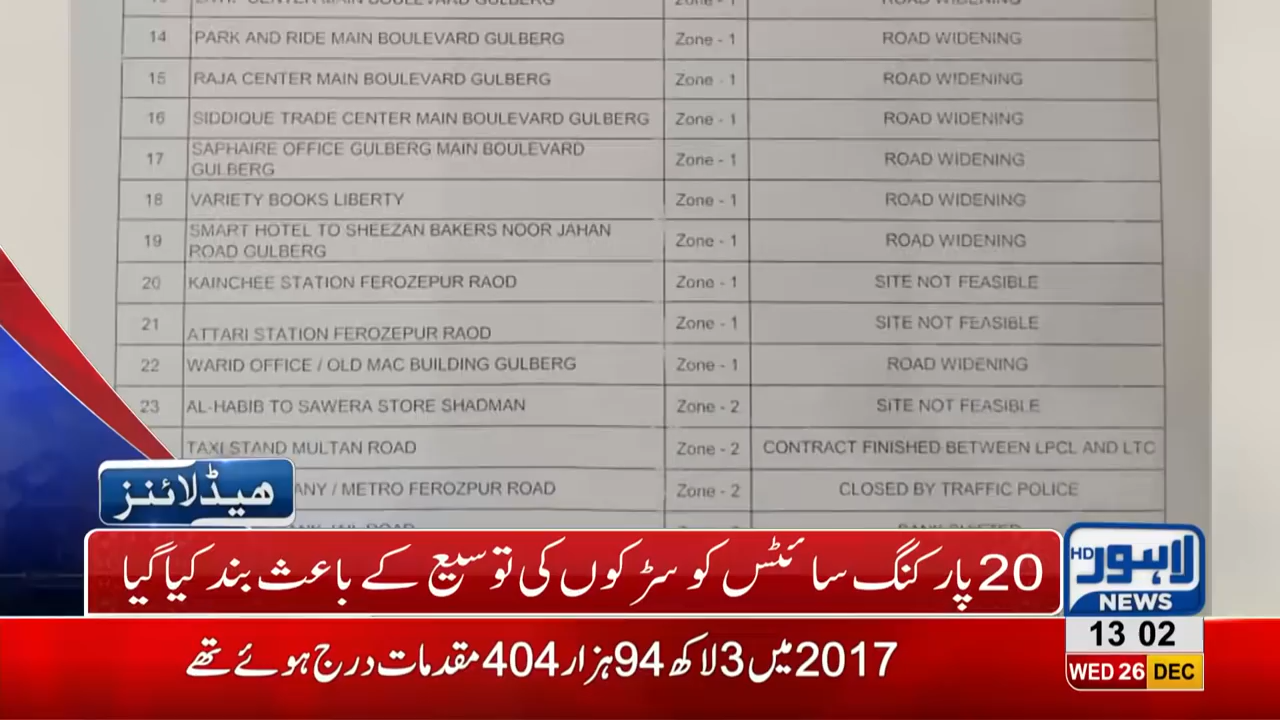 CENTER MAIN BOULEVARD GULBERG Zone - 1 ROAD WIDENING
14 PARK AND RIDE MAIN BOULEVARD GULBERG Zone - 1 ROAD WIDENING
15 RAJA CENTER MAIN BOULEVARD GULBERG Zone - 1 ROAD WIDENING
16 SIDDIQUE TRADE CENTER MAIN BOULEVARD GULBERG Zone - 1 ROAD WIDENING
17 SAPHAIRE OFFICE GULBERG MAIN BOULEVARD
GULBERG Zone - 1 ROAD WIDENING
18 VARIETY BOOKS LIBERTY Zone - 1 ROAD WIDENING
19 SMART HOTEL TO SHEEZAN BAKERS NOOR JAHAN
ROAD GULBERG Zone - 1 ROAD WIDENING
20 KAINCHEE STATION FEROZEPUR RAOD Zone - 1 SITE NOT FEASIBLE
21 ATTARI STATION FEROZEPUR RAOD Zone - 1 SITE NOT FEASIBLE
22 WARID OFFICE / OLD MAC BUILDING GULBERG Zone - 1 ROAD WIDENING
23 AL-HABIB TO SAWERA STORE SHADMAN Zone - 2 SITE NOT FEASIBLE
TAXI STAND MULTAN ROAD Zone - 2 CONTRACT FINISHED BETWEEN LPCL AND LTC
ANY / METRO FEROZPUR ROAD Zone - 2 CLOSED BY TRAFFIC POLICE
ہیڈلائنز
20 پارکنگ سائٹس کو سڑکوں کی توسیع کے باعث بند کیا گیا
لاہور HD
NEWS
13 02
WED 26 DEC
2017 میں 3 لاکھ 94 ہزار 404 مقدمات درج ہوئے تھے